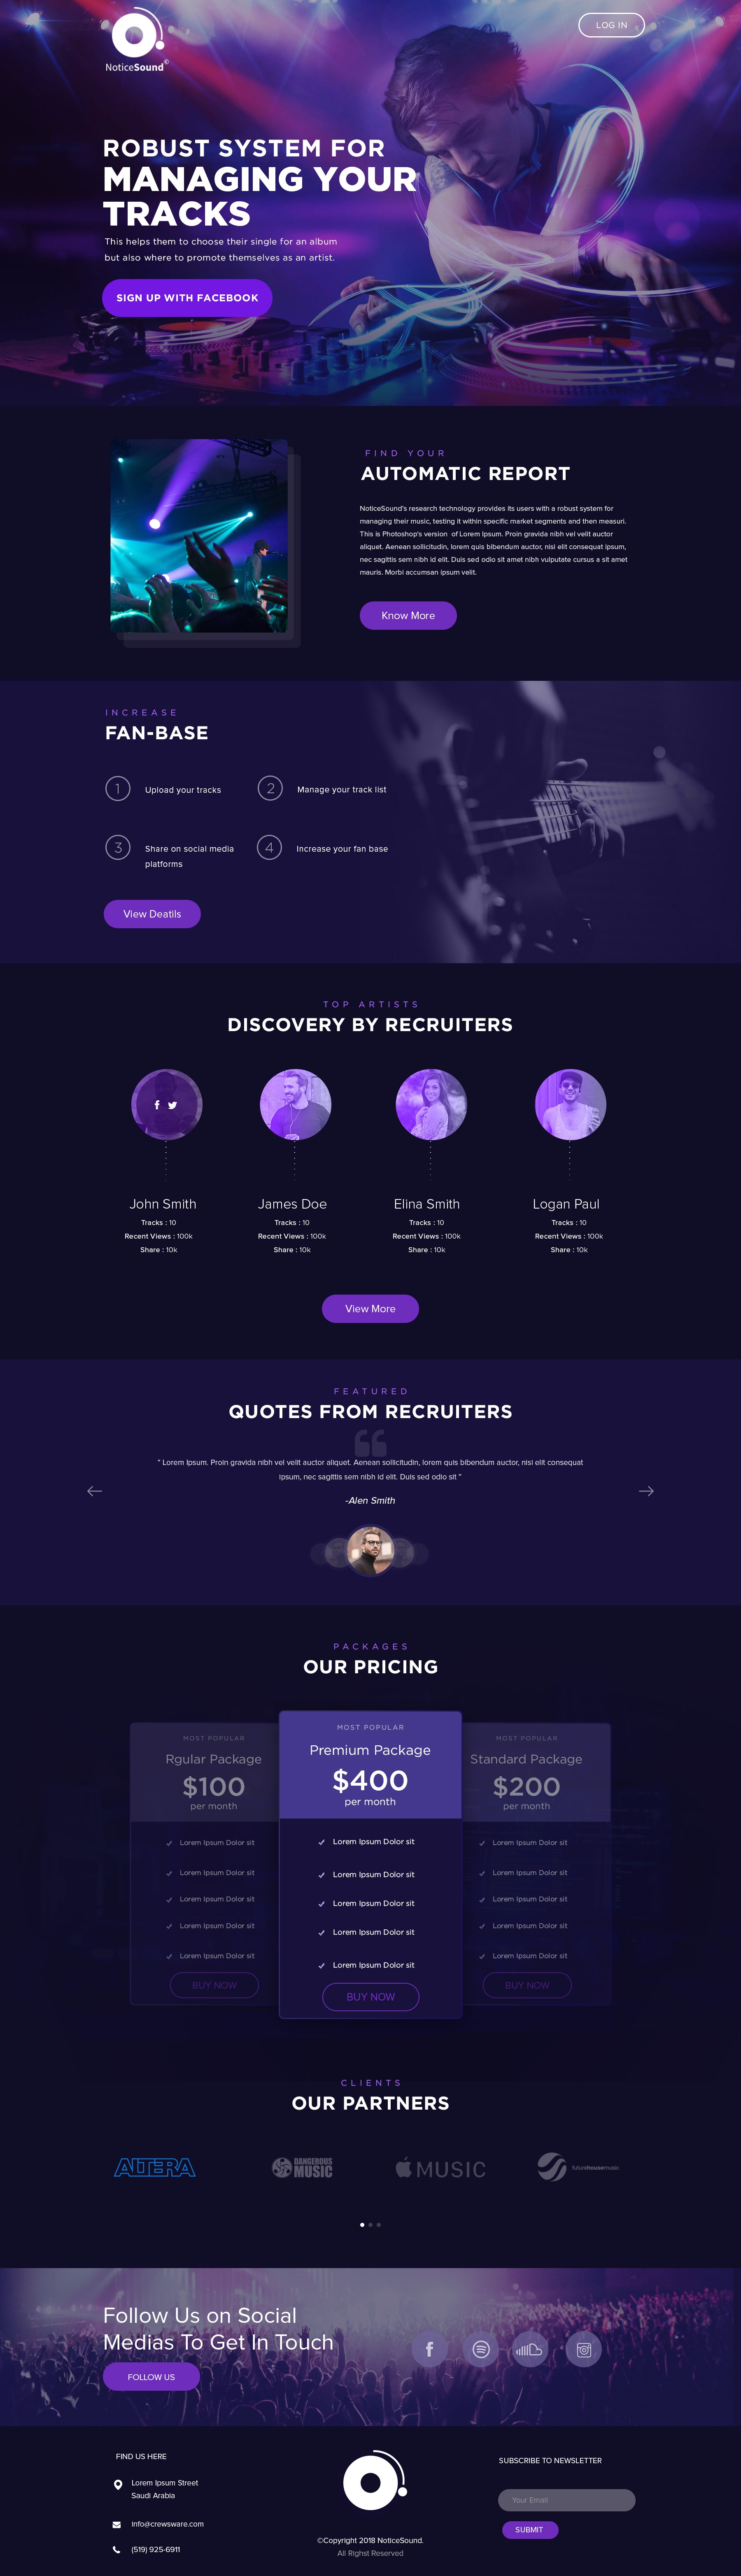 NoticeSound©
LOG IN
ROBUST SYSTEM FOR
MANAGING YOUR
TRACKS
This helps them to choose their single for an album
but also where to promote themselves as an artist.
SIGN UP WITH FACEBOOK
FIND YOUR
AUTOMATIC REPORT
NoticeSound's research technology provides its users with a robust system for
managing their music, testing it within specific market segments and then measuri.
This is Photoshop's version of Lorem Ipsum. Proin gravida nibh vel velit auctor
aliquet. Aenean sollicitudin, lorem quis bibendum auctor, nisi elit consequat ipsum,
nec sagittis sem nibh id elit. Duis sed odio sit amet nibh vulputate cursus a sit amet
mauris. Morbi accumsan ipsum velit.
Know More
INCREASE
FAN-BASE
1 Upload your tracks
2 Manage your track list
3 Share on social media
platforms
4 Increase your fan base
View Deatils
TOP ARTISTS
DISCOVERY BY RECRUITERS
John Smith
Tracks : 10
Recent Views : 100k
Share : 10k
James Doe
Tracks : 10
Recent Views : 100k
Share : 10k
Elina Smith
Tracks : 10
Recent Views : 100k
Share : 10k
Logan Paul
Tracks : 10
Recent Views : 100k
Share : 10k
View More
FEATURED
QUOTES FROM RECRUITERS
“ Lorem Ipsum. Proin gravida nibh vel velit auctor aliquet. Aenean sollicitudin, lorem quis bibendum auctor, nisi elit consequat
ipsum, nec sagittis sem nibh id elit. Duis sed odio sit ”
-Alen Smith
PACKAGES
OUR PRICING
MOST POPULAR
Rgular Package
$100
per month
Lorem Ipsum Dolor sit
Lorem Ipsum Dolor sit
Lorem Ipsum Dolor sit
Lorem Ipsum Dolor sit
Lorem Ipsum Dolor sit
BUY NOW
MOST POPULAR
Premium Package
$400
per month
Lorem Ipsum Dolor sit
Lorem Ipsum Dolor sit
Lorem Ipsum Dolor sit
Lorem Ipsum Dolor sit
Lorem Ipsum Dolor sit
BUY NOW
MOST POPULAR
Standard Package
$200
per month
Lorem Ipsum Dolor sit
Lorem Ipsum Dolor sit
Lorem Ipsum Dolor sit
Lorem Ipsum Dolor sit
Lorem Ipsum Dolor sit
BUY NOW
CLIENTS
OUR PARTNERS
ALTERA
DANGEROUS
MUSIC
MUSIC
futurehousemusic
Follow Us on Social
Medias To Get In Touch
FOLLOW US
FIND US HERE
Lorem Ipsum Street
Saudi Arabia
Info@crewsware.com
(519) 925-6911
©Copyright 2018 NoticeSound.
All Righst Reserved
SUBSCRIBE TO NEWSLETTER
Your Email
SUBMIT